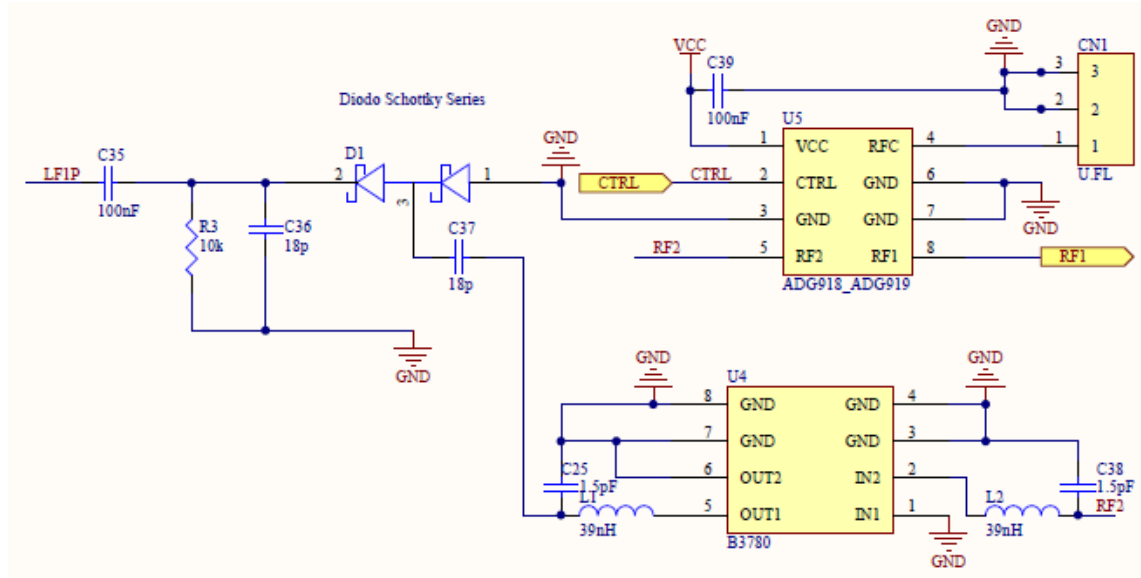 GND
CN1
VCC
C39
3
3
Diodo Schottky Series
2
2
100nF
U5
C35
GND
1
VCC
RFC
4
1
1
D1
LF1P
2
1
CTRL
CTRL
2
CTRL
GND
6
U.FL
100nF
3
GND
GND
7
GND
R3
10k
C36
18p
3
C37
RF2
5
RF2
RF1
8
RF1
18p
ADG918_ADG919
GND
GND
GND
U4
8
GND
GND
4
7
GND
GND
3
C25
1.5pF
6
OUT2
IN2
2
C38
1.5pF
L1
L2
RF2
5
OUT1
IN1
1
39nH
39nH
B3780
GND